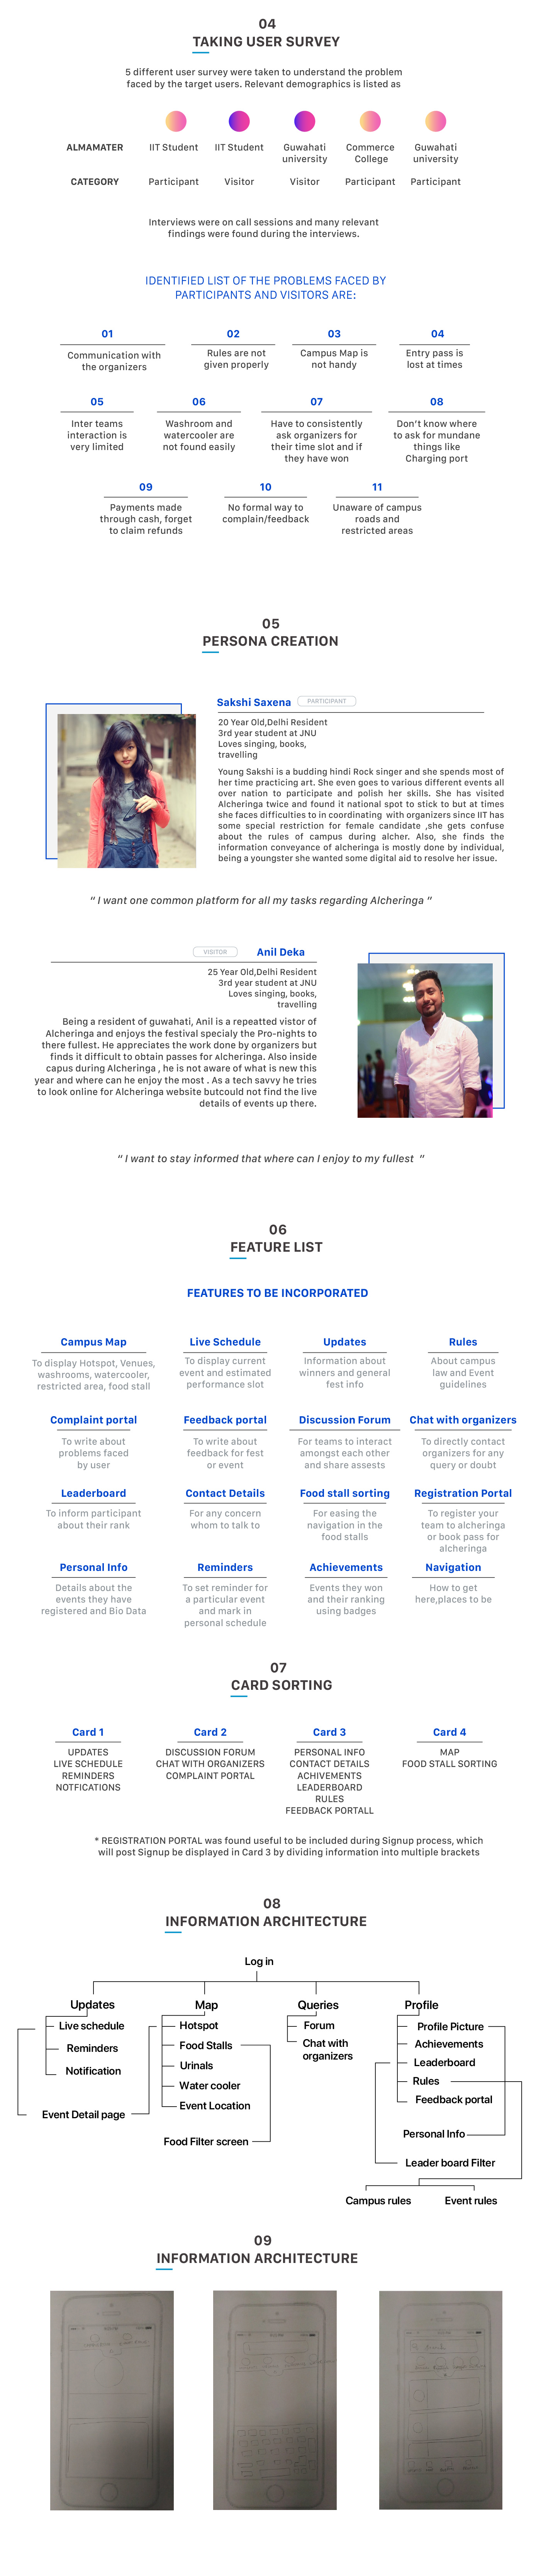 04
TAKING USER SURVEY
5 different user survey were taken to understand the problem
faced by the target users. Relevant demographics is listed as
ALMAMATER
IIT Student
IIT Student
Guwahati
university
Commerce
College
Guwahati
university
CATEGORY
Participant
Visitor
Visitor
Participant
Participant
Interviews were on call sessions and many relevant
findings were found during the interviews.
IDENTIFIED LIST OF THE PROBLEMS FACED BY
PARTICIPANTS AND VISITORS ARE:
01
Communication with
the organizers
02
Rules are not
given properly
03
Campus Map is
not handy
04
Entry pass is
lost at times
05
Inter teams
interaction is
very limited
06
Washroom and
watercooler are
not found easily
07
Have to consistently
ask organizers for
their time slot and if
they have won
08
Don't know where
to ask for mundane
things like
Charging port
09
Payments made
through cash, forget
to claim refunds
10
No formal way to
complain/feedback
11
Unaware of campus
roads and
restricted areas
05
PERSONA CREATION
Sakshi Saxena
PARTICIPANT
20 Year Old,Delhi Resident
3rd year student at JNU
Loves singing, books,
travelling
Young Sakshi is a budding hindi Rock singer and she spends most of
her time practicing art. She even goes to various different events all
over nation to participate and polish her skills. She has visited
Alcheringa twice and found it national spot to stick to but at times
she faces difficulties to in coordinating with organizers since IIT has
some special restriction for female candidate ,she gets confuse
about the rules of campus during alcher. Also, she finds the
information conveyance of alcheringa is mostly done by individual,
being a youngster she wanted some digital aid to resolve her issue.
“ I want one common platform for all my tasks regarding Alcheringa ”
VISITOR
Anil Deka
25 Year Old,Delhi Resident
3rd year student at JNU
Loves singing, books,
travelling
Being a resident of guwahati, Anil is a repeatted vistor of
Alcheringa and enjoys the festival specialy the Pro-nights to
there fullest. He appreciates the work done by organizers but
finds it difficult to obtain passes for Alcheringa. Also inside
capus during Alcheringa , he is not aware of what is new this
year and where can he enjoy the most . As a tech savvy he tries
to look online for Alcheringa website butcould not find the live
details of events up there.
“ I want to stay informed that where can I enjoy to my fullest ”
06
FEATURE LIST
FEATURES TO BE INCORPORATED
Campus Map
To display Hotspot, Venues,
washrooms, watercooler,
restricted area, food stall
Live Schedule
To display current
event and estimated
performance slot
Updates
Information about
winners and general
fest info
Rules
About campus
law and Event
guidelines
Complaint portal
To write about
problems faced
by user
Feedback portal
To write about
feedback for fest
or event
Discussion Forum
For teams to interact
amongst each other
and share assests
Chat with organizers
To directly contact
organizers for any
query or doubt
Leaderboard
To inform participant
about their rank
Contact Details
For any concern
whom to talk to
Food stall sorting
For easing the
navigation in the
food stalls
Registration Portal
To register your
team to alcheringa
or book pass for
alcheringa
Personal Info
Details about the
events they have
registered and Bio Data
Reminders
To set reminder for
a particular event
and mark in
personal schedule
Achievements
Events they won
and their ranking
using badges
Navigation
How to get
here,places to be
07
CARD SORTING
Card 1
UPDATES
LIVE SCHEDULE
REMINDERS
NOTFICATIONS
Card 2
DISCUSSION FORUM
CHAT WITH ORGANIZERS
COMPLAINT PORTAL
Card 3
PERSONAL INFO
CONTACT DETAILS
ACHIVEMENTS
LEADERBOARD
RULES
FEEDBACK PORTALL
Card 4
MAP
FOOD STALL SORTING
* REGISTRATION PORTAL was found useful to be included during Signup process, which
will post Signup be displayed in Card 3 by dividing information into multiple brackets
08
INFORMATION ARCHITECTURE
Log in
Updates
Live schedule
Reminders
Notification
Event Detail page
Map
Hotspot
Food Stalls
Urinals
Water cooler
Event Location
Food Filter screen
Queries
Forum
Chat with
organizers
Profile
Profile Picture
Achievements
Leaderboard
Rules
Feedback portal
Personal Info
Leader board Filter
Campus rules
Event rules
09
INFORMATION ARCHITECTURE